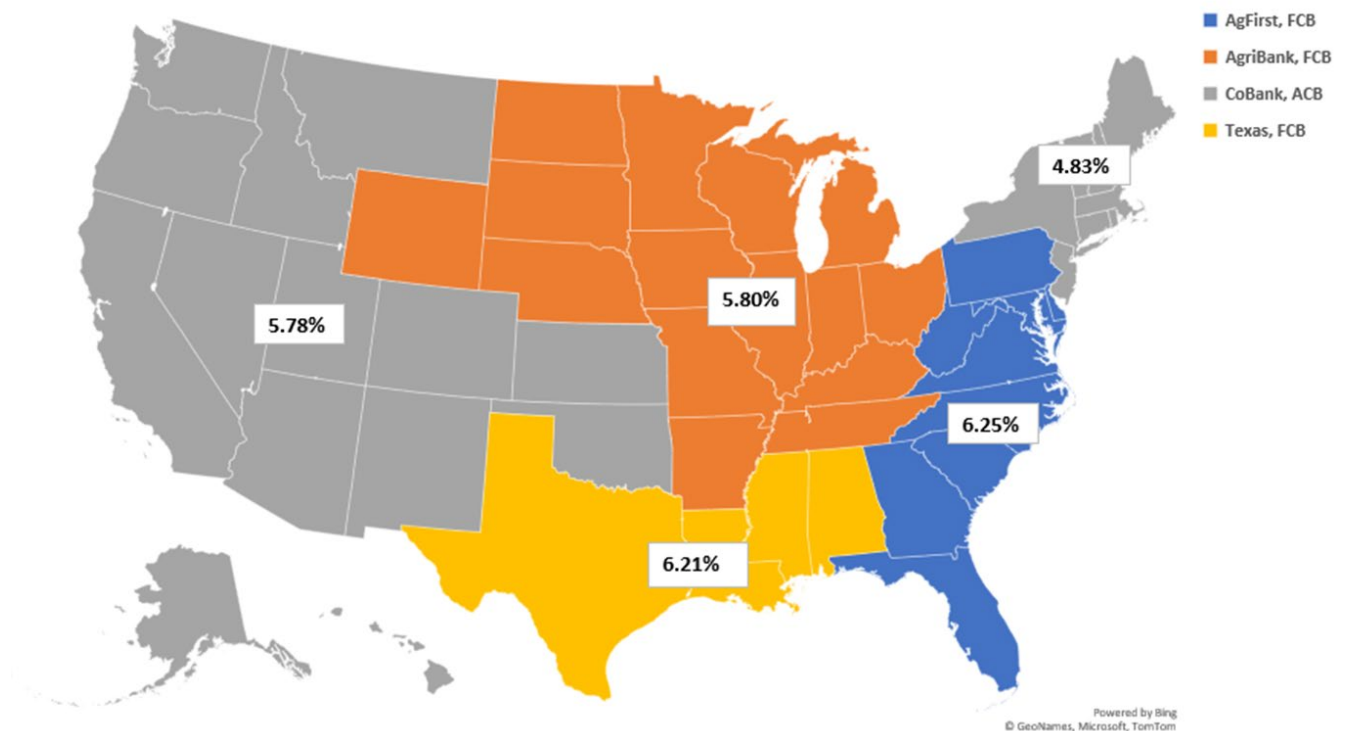 AgFirst, FCB
AgriBank, FCB
CoBank, ACB
Texas, FCB
4.83%
5.80%
5.78%
6.25%
6.21%
Powered by Bing
© GeoNames, Microsoft, TomTom